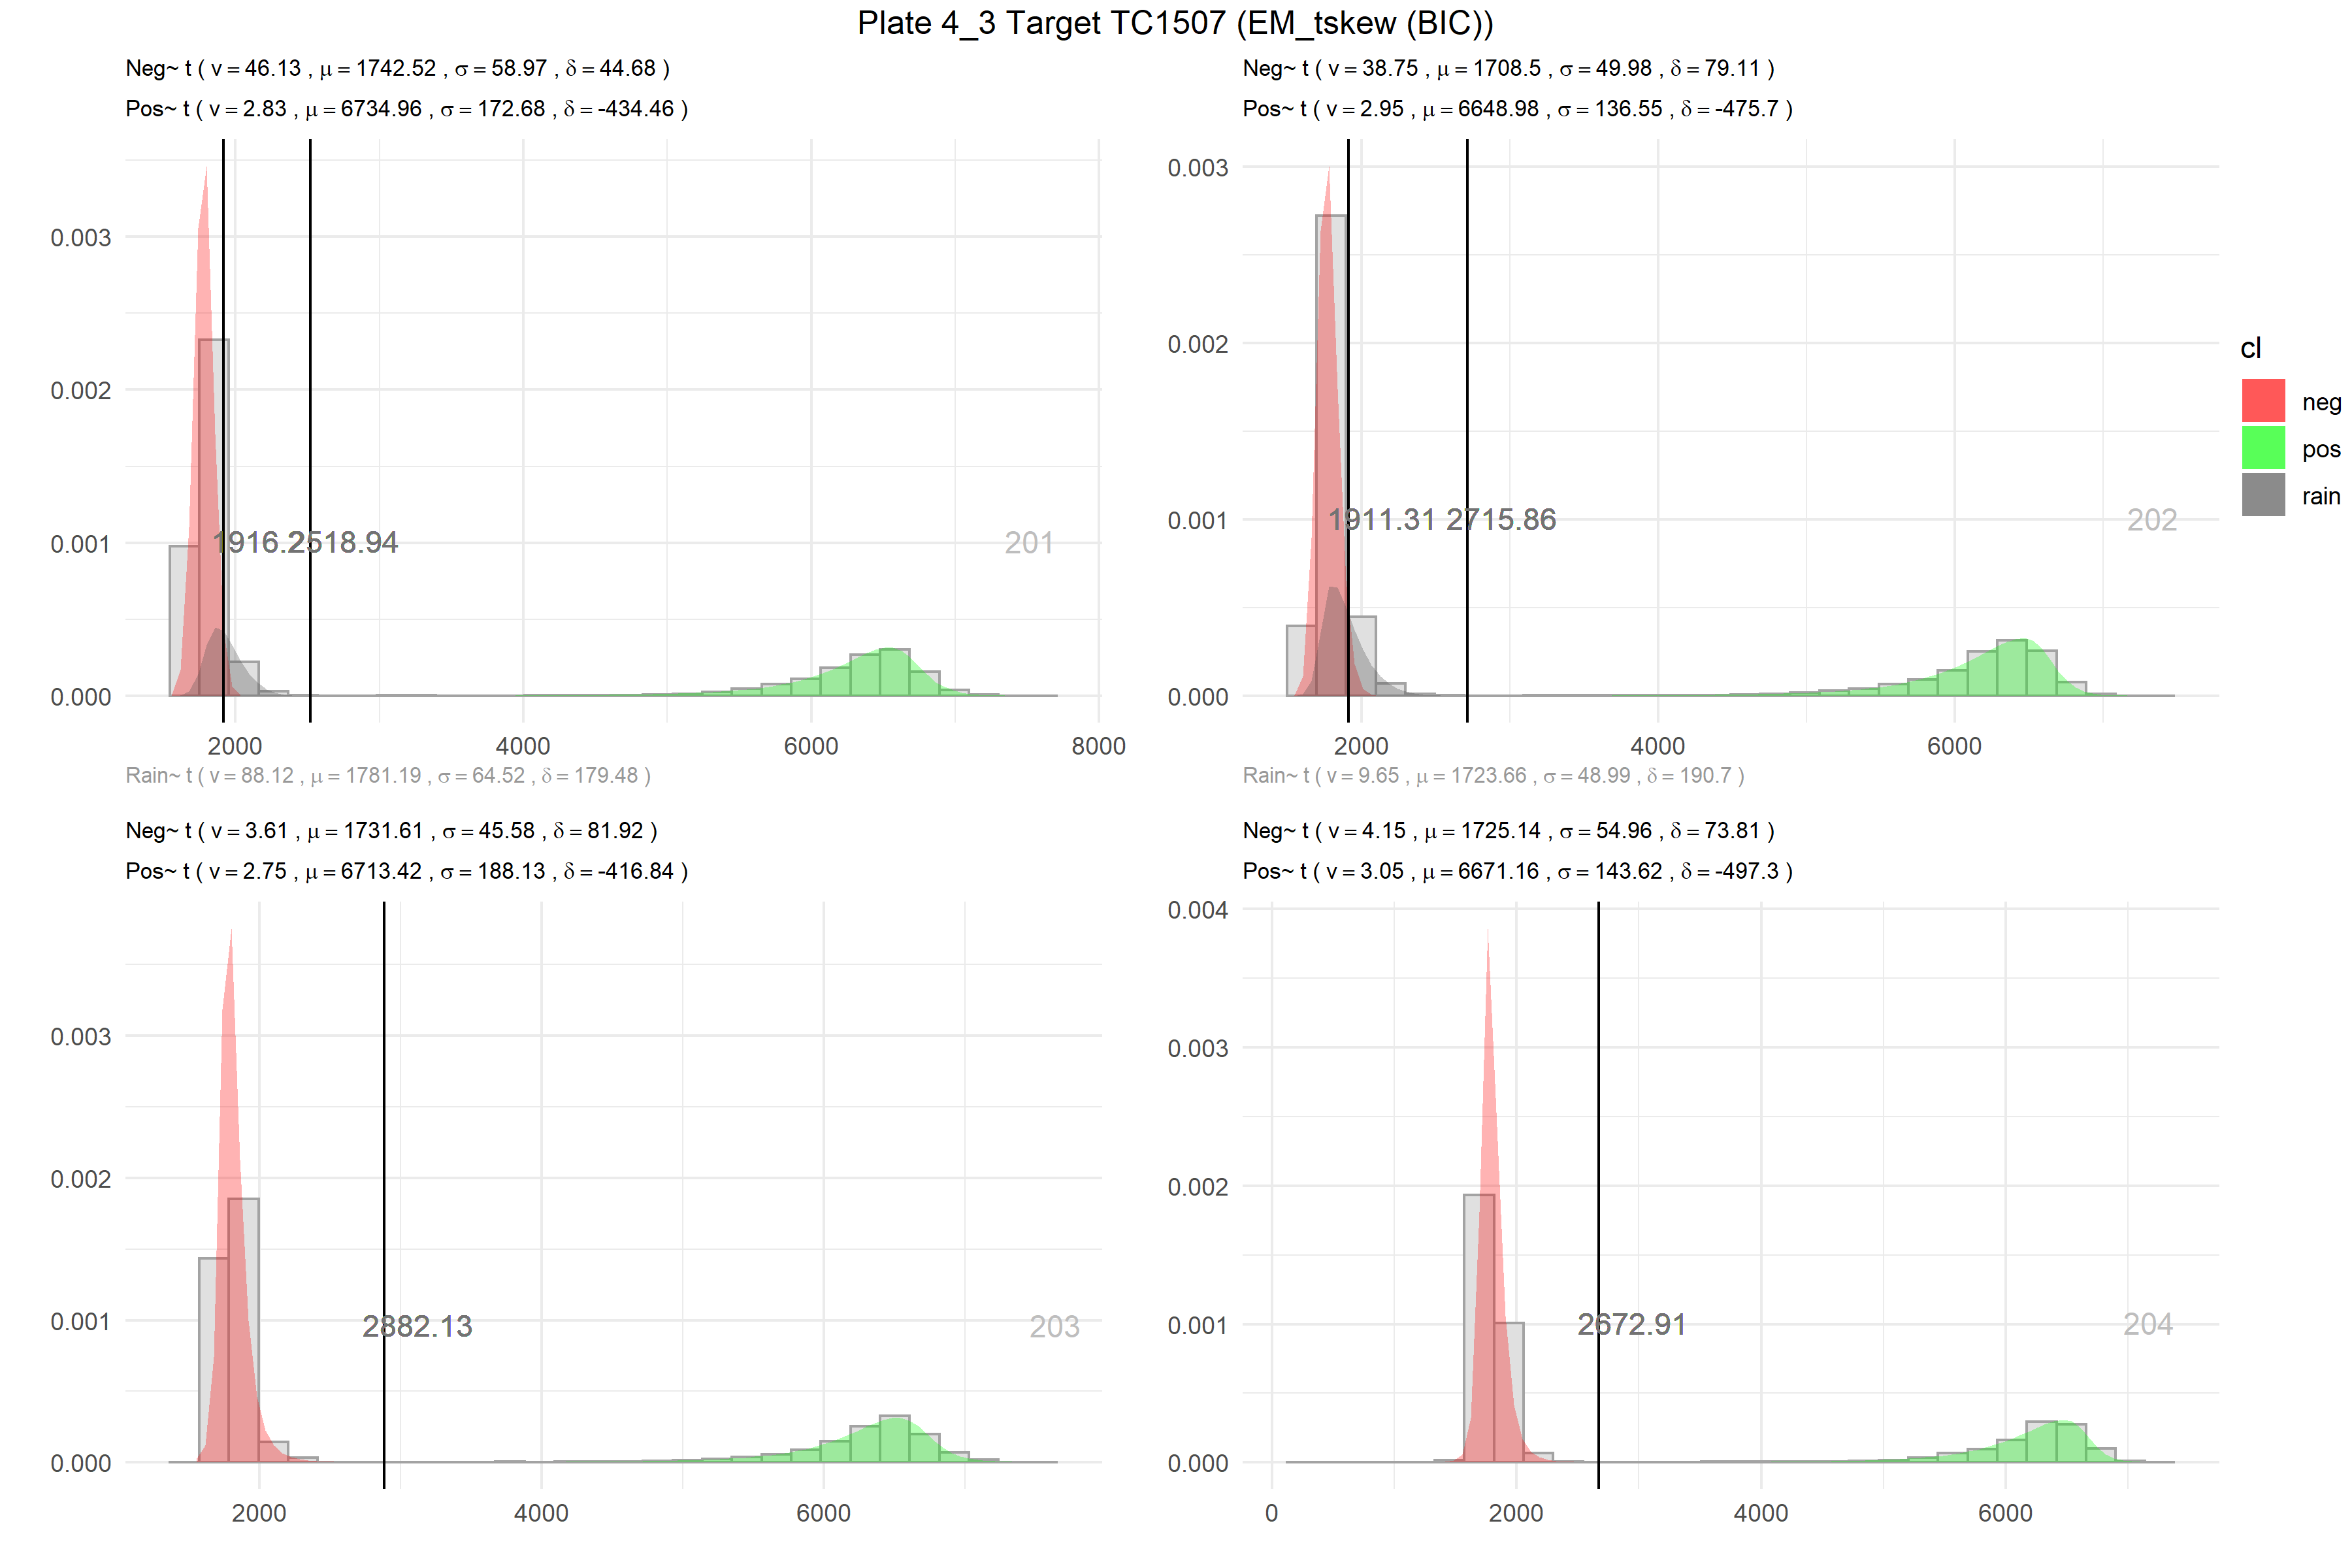 Plate 4_3 Target TC1507 (EM_tskew (BIC))
Neg~ t ( v = 46.13 , μ = 1742.52 , σ = 58.97 , δ = 44.68 )
Pos~ t ( v = 2.83 , μ = 6734.96 , σ = 172.68 , δ = -434.46 )
0.003
0.002
0.001
0.000
1916.2
2518.94
201
2000
4000
6000
8000
Rain~ t ( v = 88.12 , μ = 1781.19 , σ = 64.52 , δ = 179.48 )
Neg~ t ( v = 38.75 , μ = 1708.5 , σ = 49.98 , δ = 79.11 )
Pos~ t ( v = 2.95 , μ = 6648.98 , σ = 136.55 , δ = -475.7 )
0.003
0.002
0.001
0.000
1911.31
2715.86
202
2000
4000
6000
Rain~ t ( v = 9.65 , μ = 1723.66 , σ = 48.99 , δ = 190.7 )
cl
neg
pos
rain
Neg~ t ( v = 3.61 , μ = 1731.61 , σ = 45.58 , δ = 81.92 )
Pos~ t ( v = 2.75 , μ = 6713.42 , σ = 188.13 , δ = -416.84 )
0.003
0.002
0.001
0.000
2882.13
203
2000
4000
6000
Neg~ t ( v = 4.15 , μ = 1725.14 , σ = 54.96 , δ = 73.81 )
Pos~ t ( v = 3.05 , μ = 6671.16 , σ = 143.62 , δ = -497.3 )
0.004
0.003
0.002
0.001
0.000
2672.91
204
0
2000
4000
6000